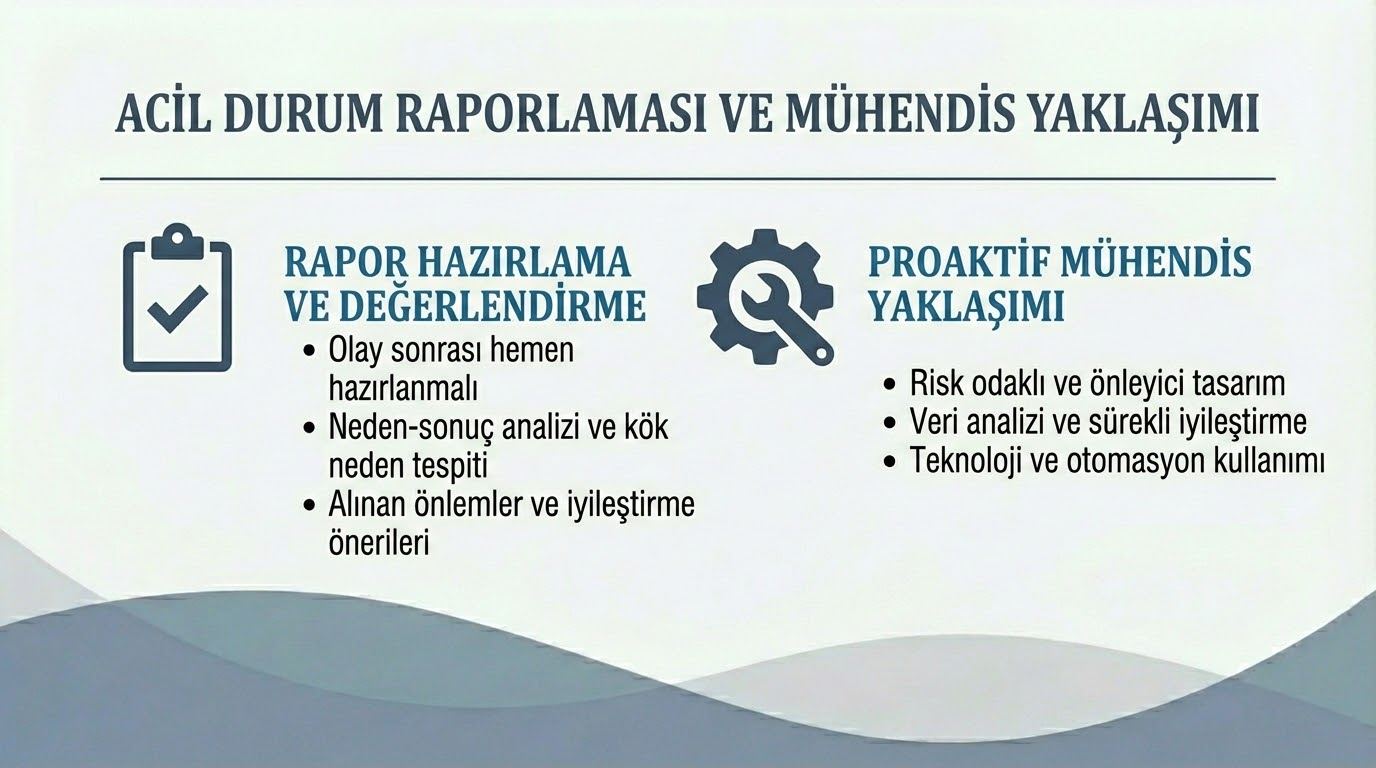 ACİL DURUM RAPORLAMASI VE MÜHENDİS YAKLAŞIMI
RAPOR HAZIRLAMA
VE DEĞERLENDİRME
• Olay sonrası hemen
hazırlanmalı
• Neden-sonuç analizi ve kök
neden tespiti
• Alınan önlemler ve iyileştirme
önerileri
PROAKTİF MÜHENDİS
YAKLAŞIMI
• Risk odaklı ve önleyici tasarım
• Veri analizi ve sürekli iyileştirme
• Teknoloji ve otomasyon kullanımı